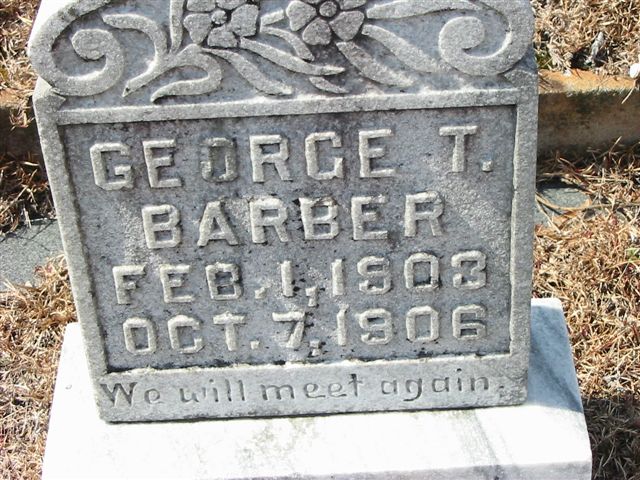 GEORGE T.
BARBER
FEB. 1, 1903
OCT. 7, 1906
We will meet again.